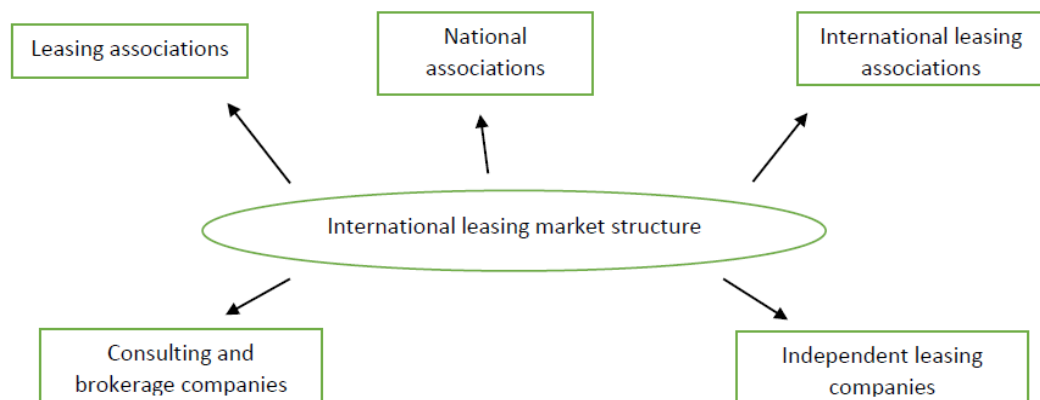 Leasing associations
National
associations
International leasing
associations
International leasing market structure
Consulting and
brokerage companies
Independent leasing
companies